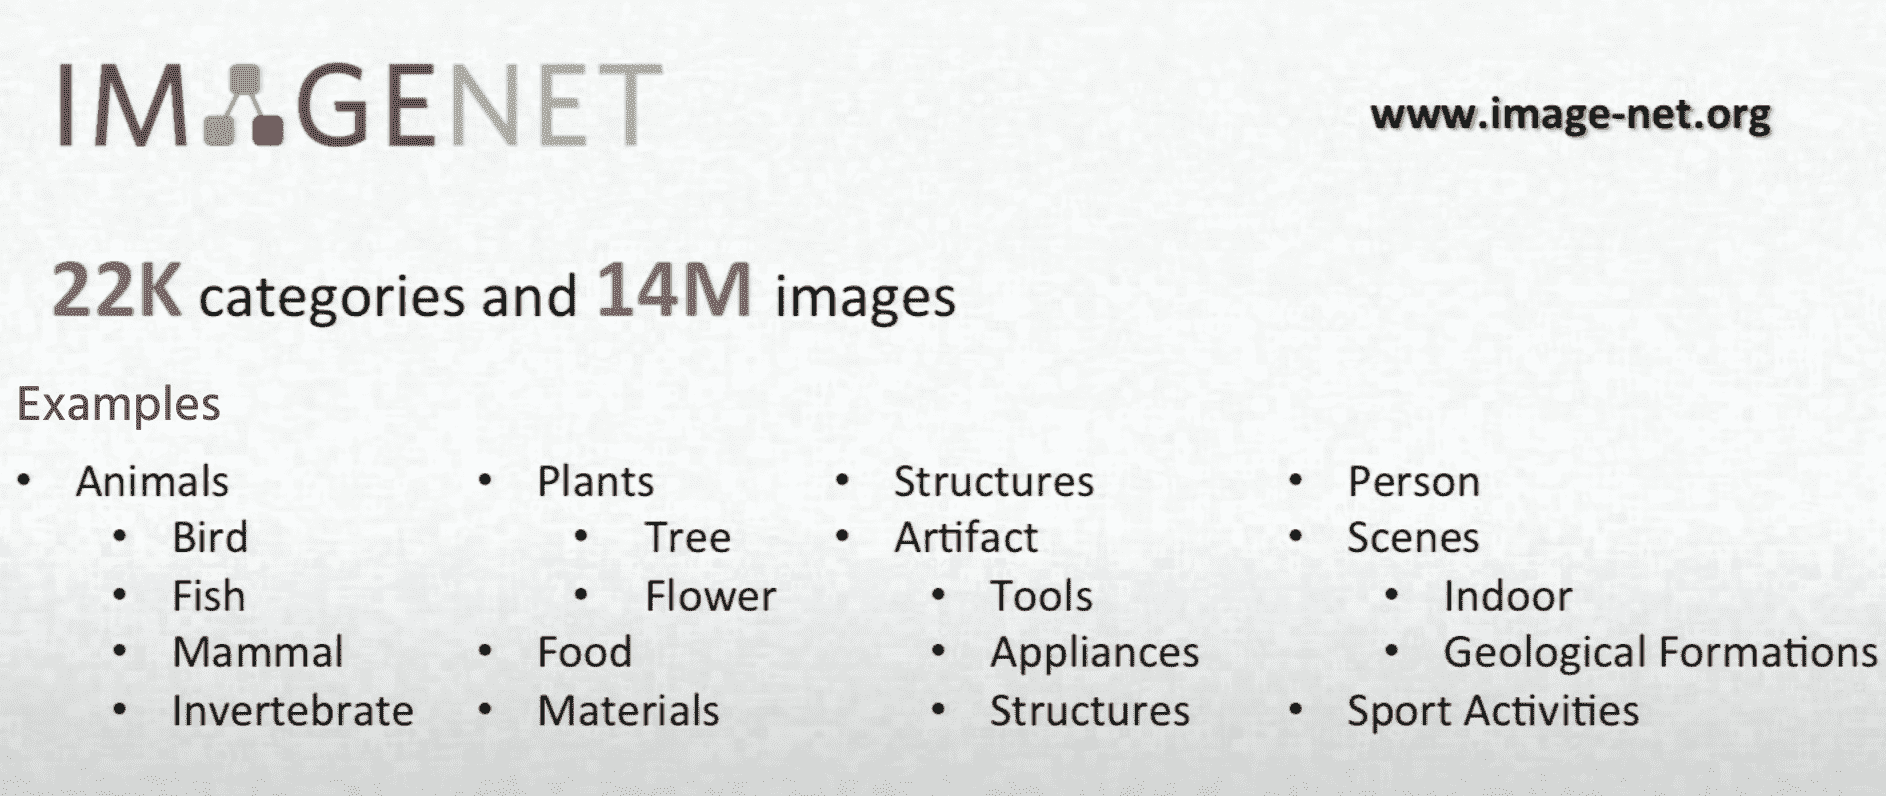 IMAGENET
www.image-net.org
22K categories and 14M images
Examples
• Animals
• Bird
• Fish
• Mammal
• Invertebrate
• Plants
• Tree
• Flower
• Food
• Materials
• Structures
• Artifact
• Tools
• Appliances
• Structures
• Person
• Scenes
• Indoor
• Geological Formations
• Sport Activities